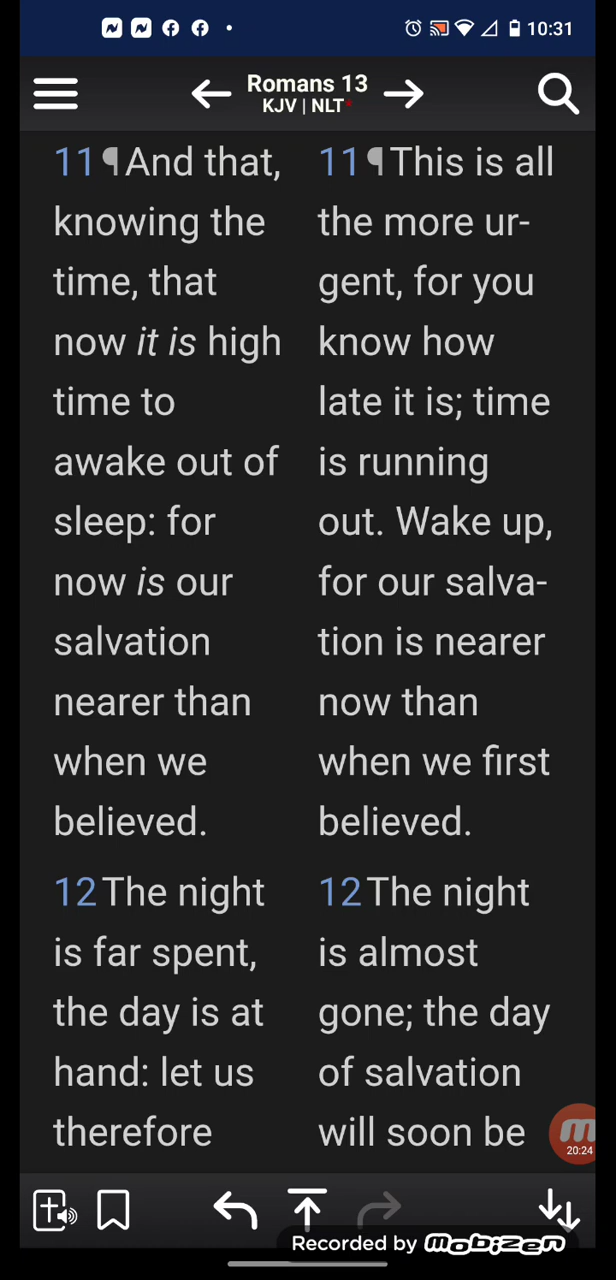 10:31
Romans 13
KJV | NLT*
11 ¶ And that,
knowing the
time, that
now it is high
time to
awake out of
sleep: for
now is our
salvation
nearer than
when we
believed.
12 The night
is far spent,
the day is at
hand: let us
therefore
11 ¶ This is all
the more ur-
gent, for you
know how
late it is; time
is running
out. Wake up,
for our salva-
tion is nearer
now than
when we first
believed.
12 The night
is almost
gone; the day
of salvation
will soon be
m
20:24
Recorded by mobizen